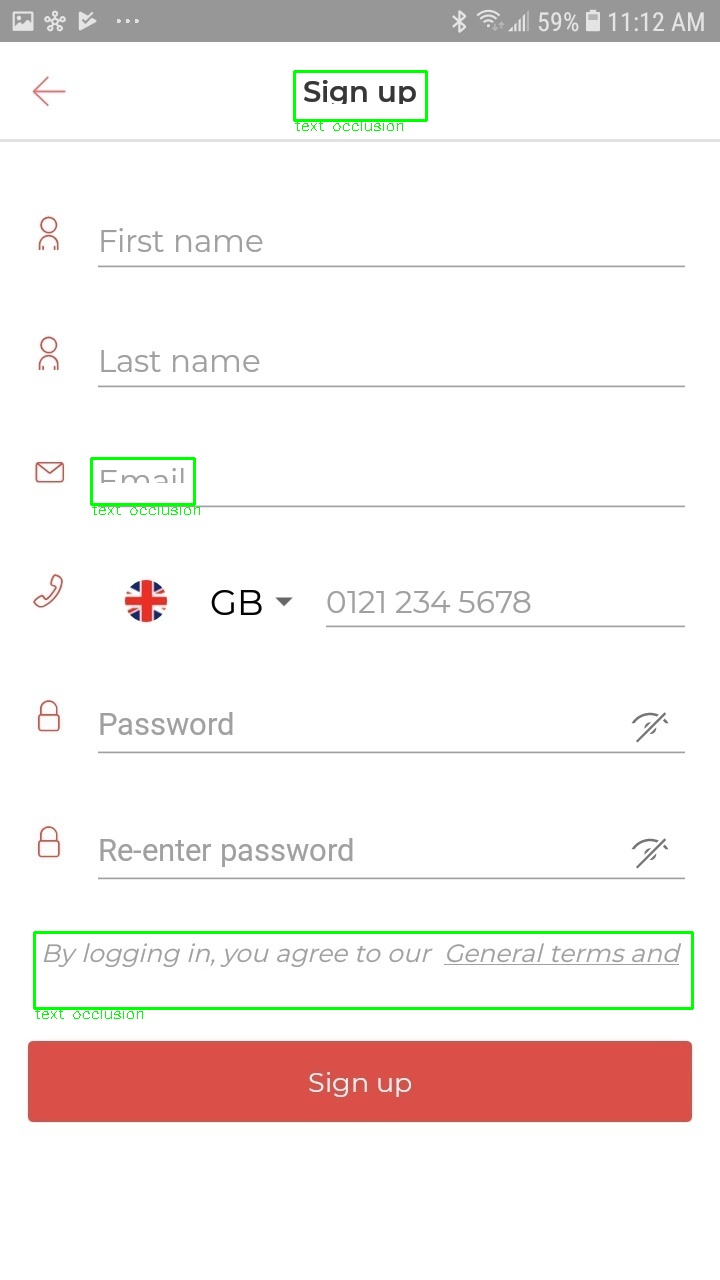 59% 11:12 AM
Sign up
text occlusion
First name
Last name
Email
text occlusion
GB 0121 234 5678
Password
Re-enter password
By logging in, you agree to our General terms and
text occlusion
Sign up